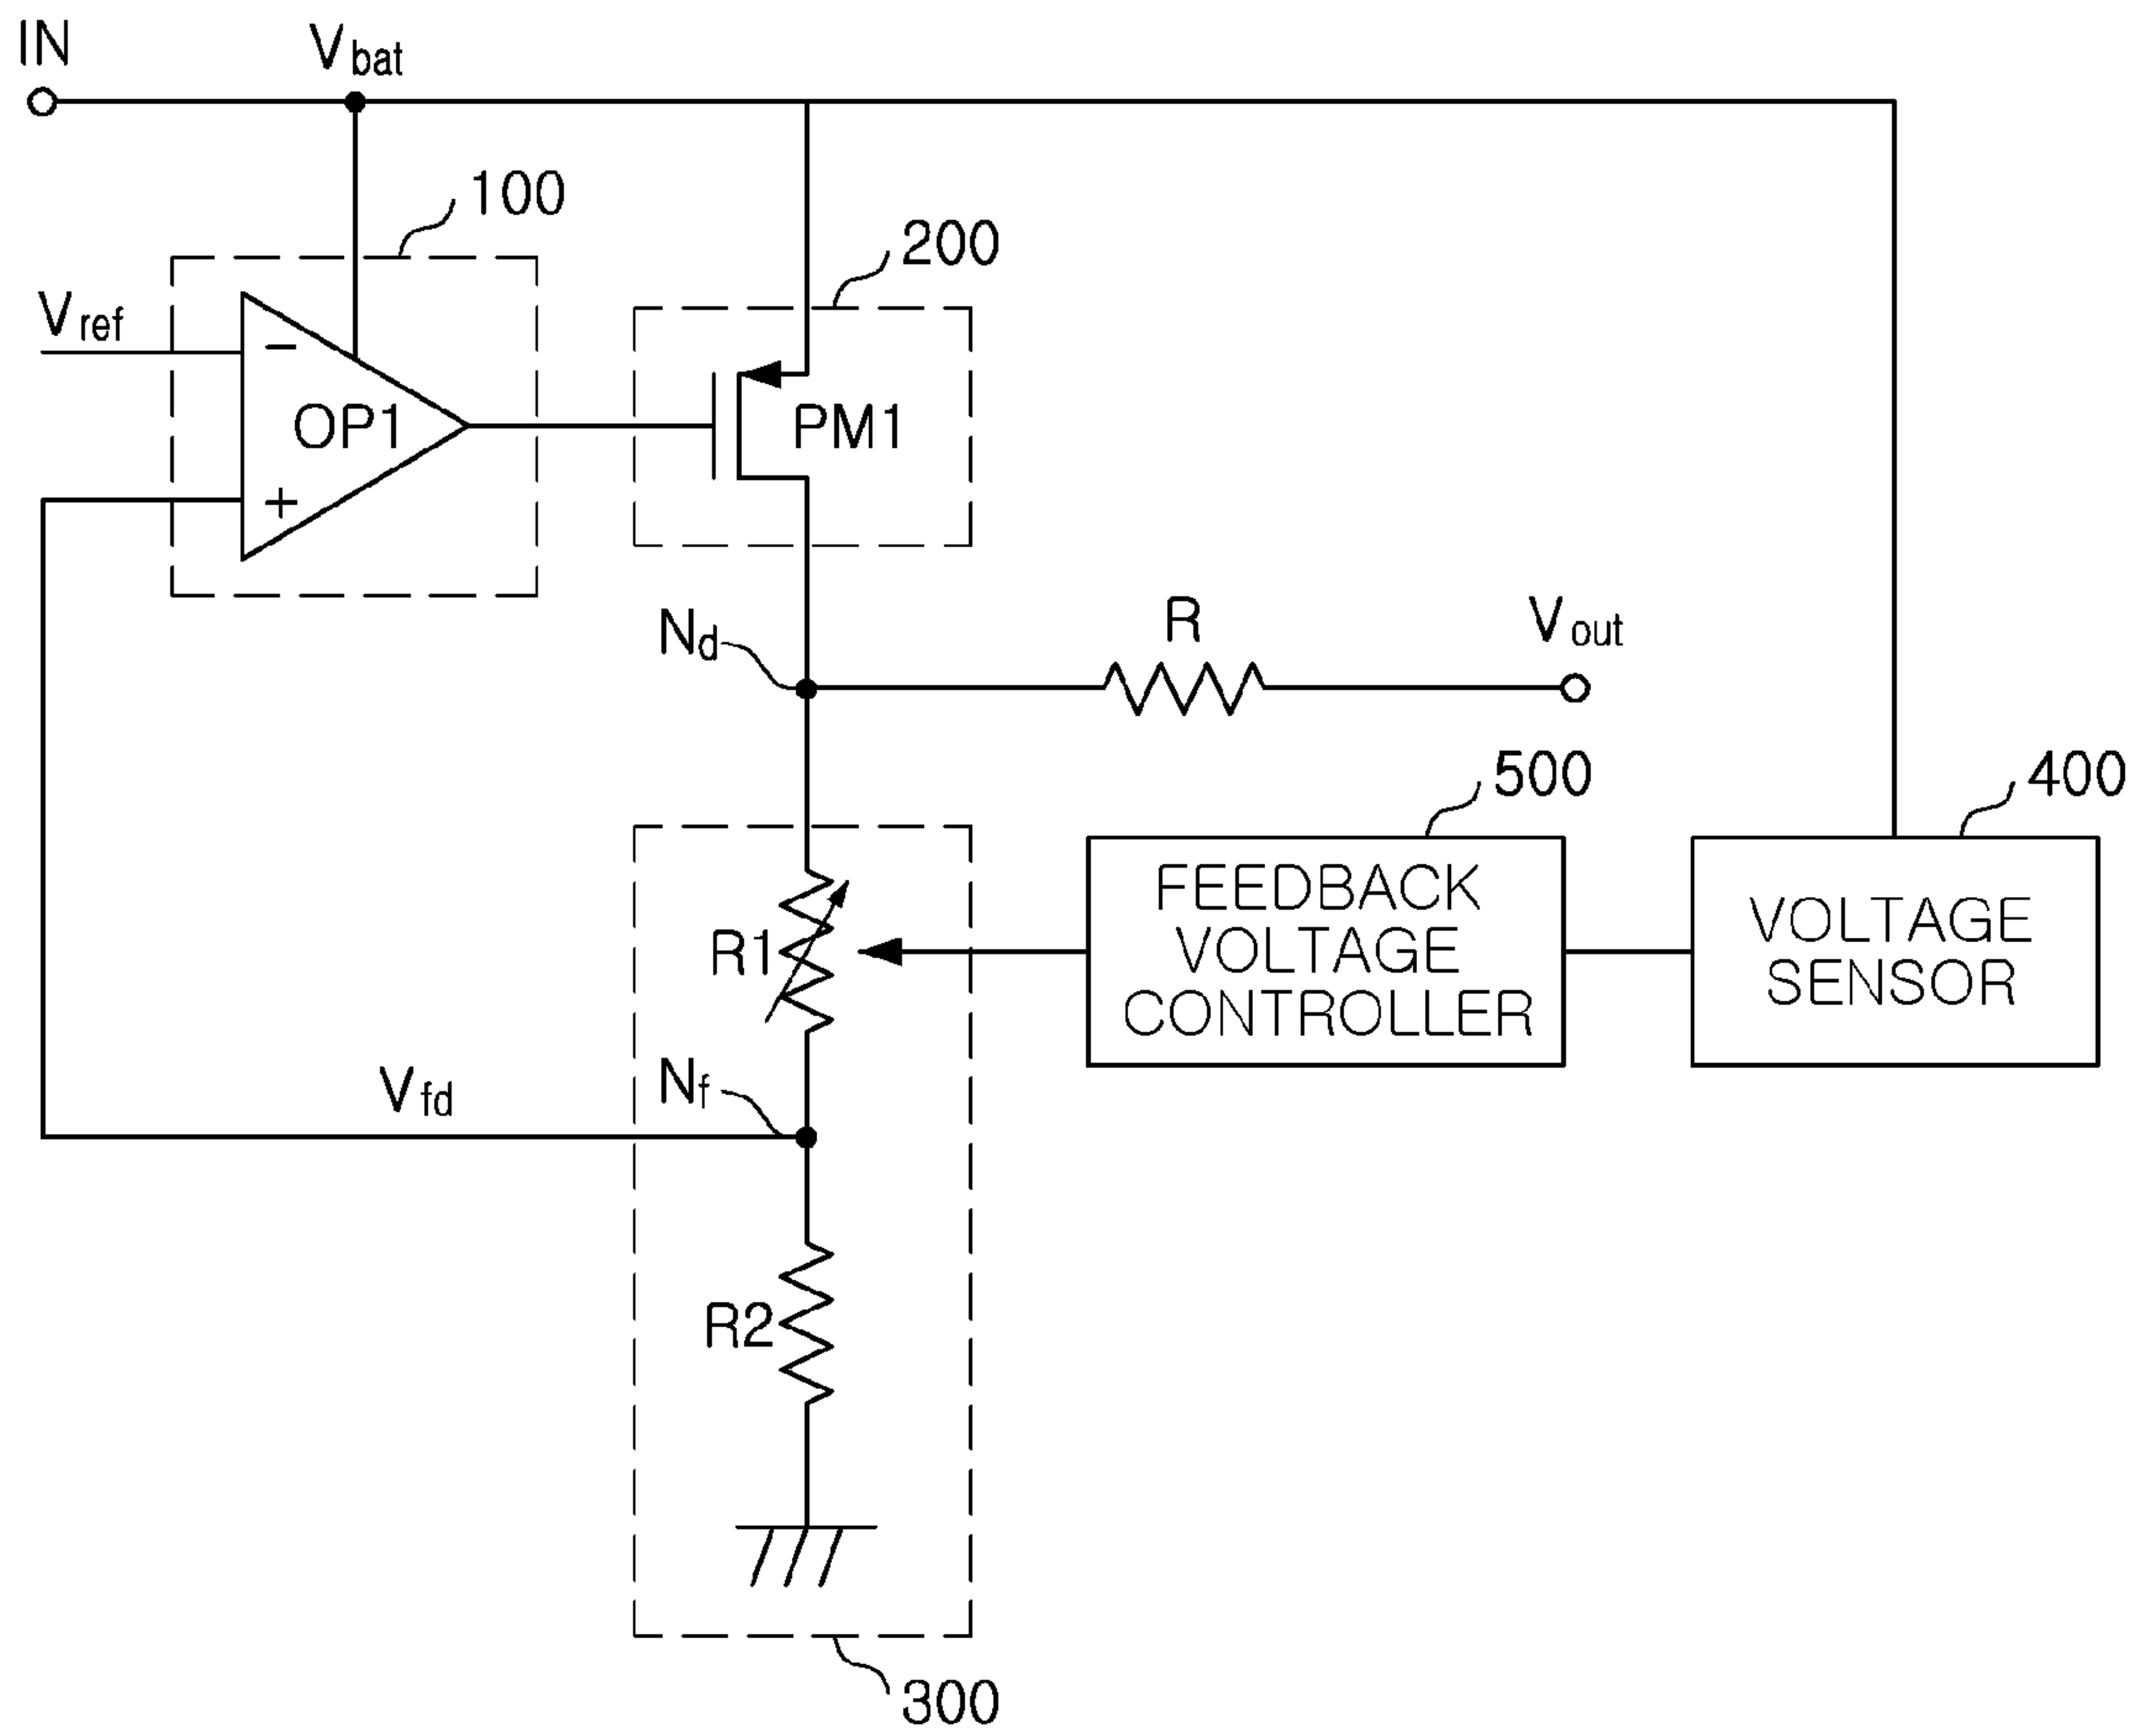 IN
Vbat
100
200
Vref
−
OP1
PM1
+
Nd
R
Vout
500
400
FEEDBACK
VOLTAGE
CONTROLLER
VOLTAGE
SENSOR
R1
Vfd
Nf
R2
300